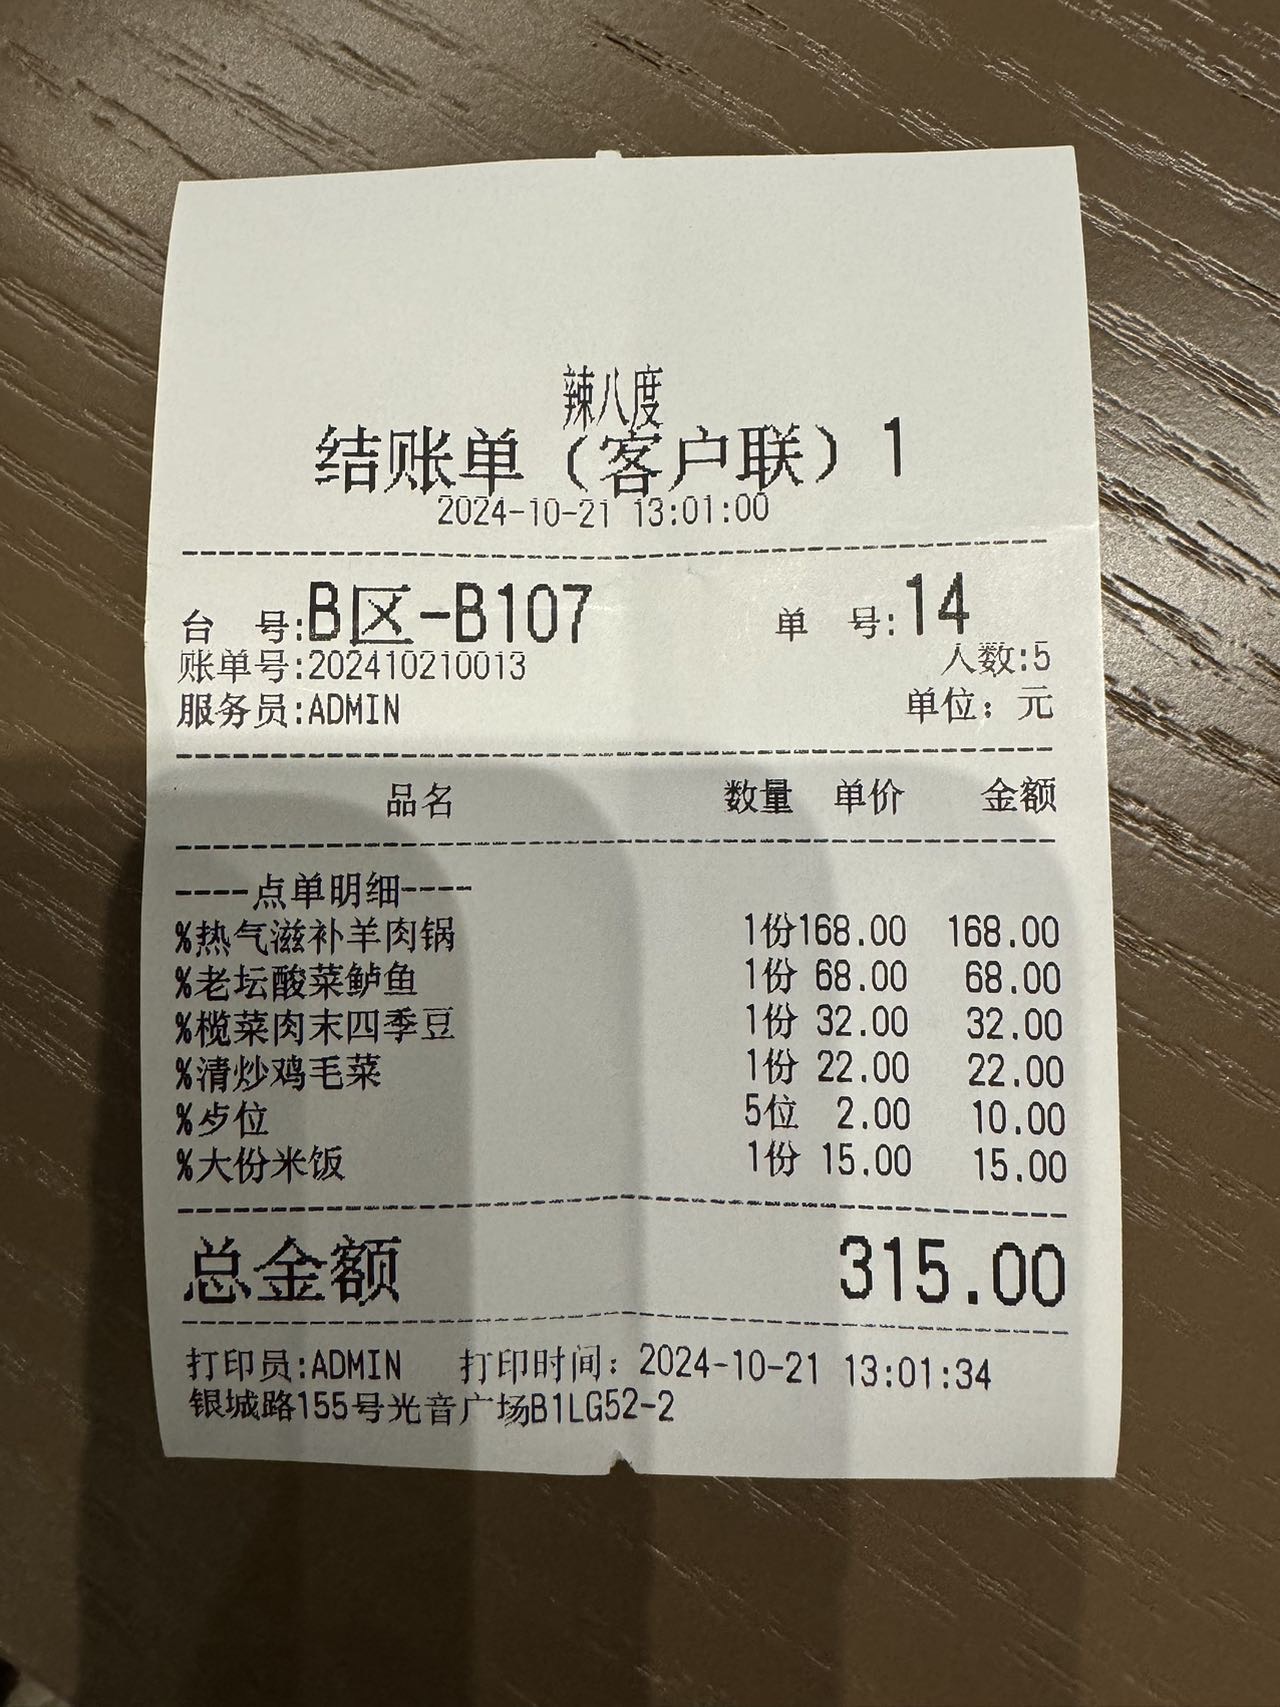 辣八度
结账单（客户联）1
2024-10-21 13:01:00
台 号:B区-B107 单 号:14
账单号:202410210013 人数:5
服务员:ADMIN 单位：元
品名 数量 单价 金额
----点单明细----
%热气滋补羊肉锅 1份168.00 168.00
%老坛酸菜鲈鱼 1份 68.00 68.00
%榄菜肉末四季豆 1份 32.00 32.00
%清炒鸡毛菜 1份 22.00 22.00
%歺位 5位 2.00 10.00
%大份米饭 1份 15.00 15.00
总金额 315.00
打印员:ADMIN 打印时间：2024-10-21 13:01:34
银城路155号光音广场B1LG52-2